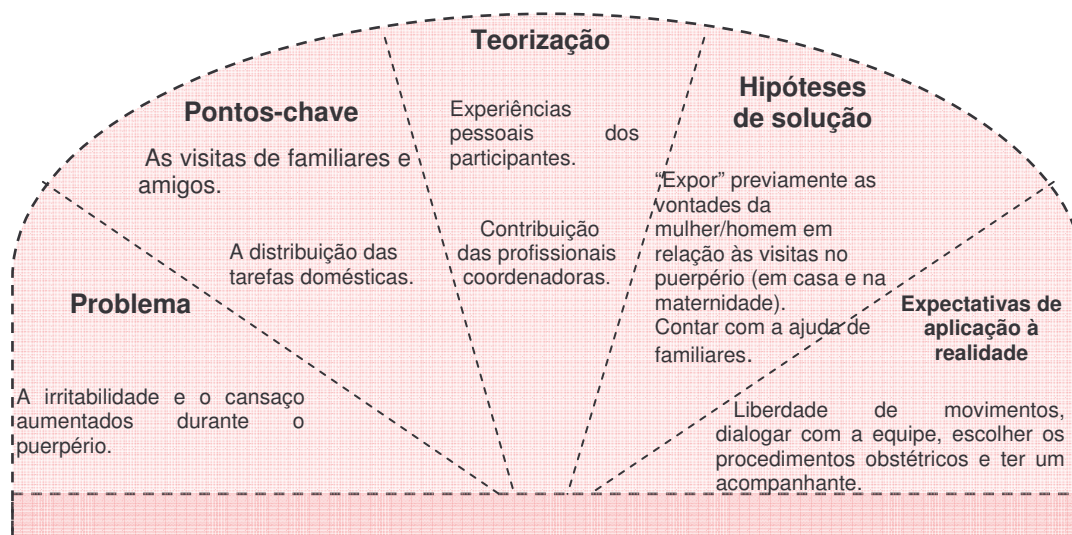 Problema
A irritabilidade e o cansaço
aumentados durante o
puerpério.
Pontos-chave
As visitas de familiares e
amigos.
A distribuição das
tarefas domésticas.
Teorização
Experiências
pessoais dos
participantes.
Contribuição
das profissionais
coordenadoras.
Hipóteses
de solução
“Expor” previamente as
vontades da
mulher/homem em
relação às visitas no
puerpério (em casa e na
maternidade).
Contar com a ajuda de
familiares.
Expectativas de
aplicação à
realidade
Liberdade de movimentos,
dialogar com a equipe, escolher os
procedimentos obstétricos e ter um
acompanhante.